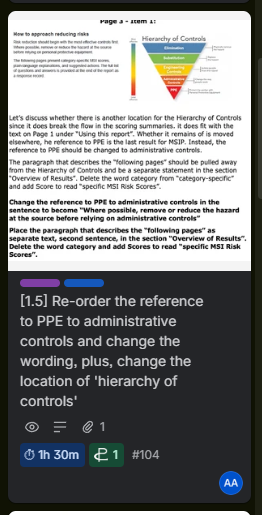 Page 3 - Item 1:
How to approach reducing risks
Hierarchy of Controls
Elimination
Substitution
Engineering
Controls
Administrative
Controls
PPE
Let's discuss whether there is another location for the Hierarchy of Controls
since it does break the flow in the scoring summaries. it does fit with the
text on Page 1 under "Using this report". Whether it remains of is moved
elsewhere, he reference to PPE is the last result for MSIP. Instead, the
reference to PPE should be changed to administrative controls.
The paragraph that describes the "following pages" should be pulled away
from the Hierarchy of Controls and be a separate statement in the section
"Overview of Results". Delete the word category from "category-specific"
and add Score to read "specific MSI Risk Scores".
Change the reference to PPE to administrative controls in the
sentence to become "Where possible, remove or reduce the hazard
at the source before relying on administrative controls"
Place the paragraph that describes the "following pages" as
separate text, second sentence, in the section "Overview of Results".
Delete the word category from and add Scores to read "specific MSI Risk
Scores".
[1.5] Re-order the reference
to PPE to administrative
controls and change the
wording, plus, change the
location of 'hierarchy of
controls'
1
1h 30m
1
#104
AA